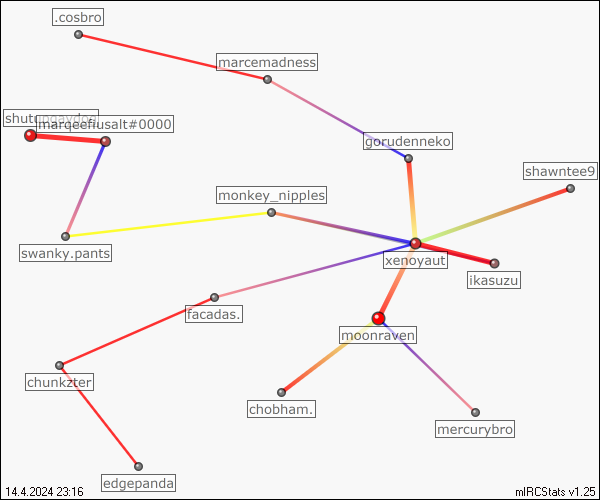 .cosbro
marcemadness
marqeefiusalt#0000
gorudenneko
shawntee9
monkey_nipples
swanky.pants
xenoyaut
ikasuzu
facadas.
moonraven
chunkzter
chobham.
mercurybro
edgepanda
14.4.2024 23:16
mIRCStats v1.25